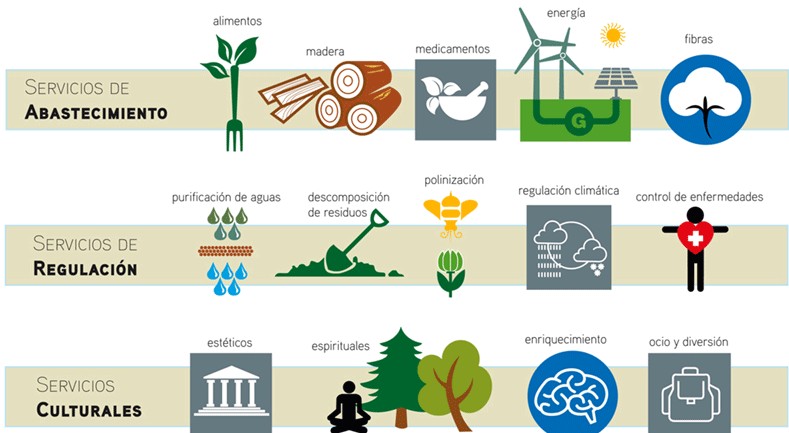 alimentos
madera
medicamentos
energía
fibras
SERVICIOS DE
ABASTECIMIENTO
G
purificación de aguas
descomposición
de residuos
polinización
regulación climática
control de enfermedades
SERVICIOS DE
REGULACIÓN
estéticos
espirituales
enriquecimiento
ocio y diversión
SERVICIOS
CULTURALES